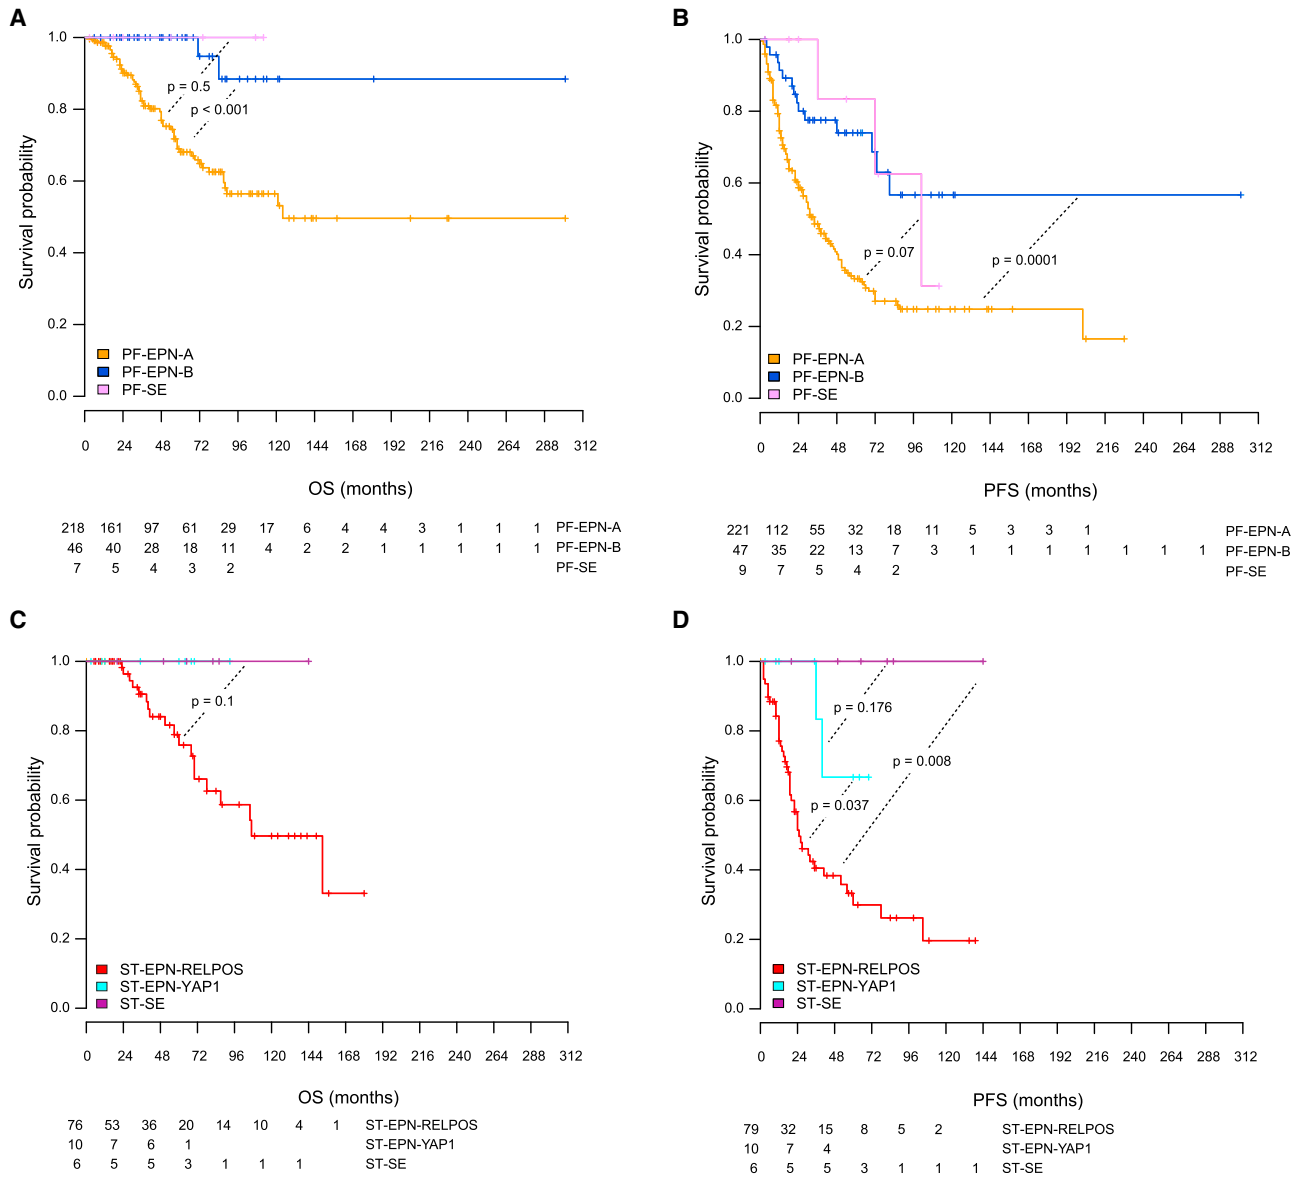 A
1.0
0.8
0.6
0.4
0.2
0.0
Survival probability
p = 0.5
p < 0.001
PF-EPN-A
PF-EPN-B
PF-SE
0 24 48 72 96 120 144 168 192 216 240 264 288 312
OS (months)
218 161 97 61 29 17 6 4 4 3 1 1 1 PF-EPN-A
46 40 28 18 11 4 2 2 1 1 1 1 1 PF-EPN-B
7 5 4 3 2 PF-SE
B
1.0
0.8
0.6
0.4
0.2
0.0
Survival probability
p = 0.07
p = 0.0001
PF-EPN-A
PF-EPN-B
PF-SE
0 24 48 72 96 120 144 168 192 216 240 264 288 312
PFS (months)
221 112 55 32 18 11 5 3 3 1 PF-EPN-A
47 35 22 13 7 3 1 1 1 1 1 1 1 PF-EPN-B
9 7 5 4 2 PF-SE
C
1.0
0.8
0.6
0.4
0.2
0.0
Survival probability
p = 0.1
ST-EPN-RELPOS
ST-EPN-YAP1
ST-SE
0 24 48 72 96 120 144 168 192 216 240 264 288 312
OS (months)
76 53 36 20 14 10 4 1 ST-EPN-RELPOS
10 7 6 1 ST-EPN-YAP1
6 5 5 3 1 1 1 ST-SE
D
1.0
0.8
0.6
0.4
0.2
0.0
Survival probability
p = 0.176
p = 0.008
p = 0.037
ST-EPN-RELPOS
ST-EPN-YAP1
ST-SE
0 24 48 72 96 120 144 168 192 216 240 264 288 312
PFS (months)
79 32 15 8 5 2 ST-EPN-RELPOS
10 7 4 ST-EPN-YAP1
6 5 5 3 1 1 1 ST-SE